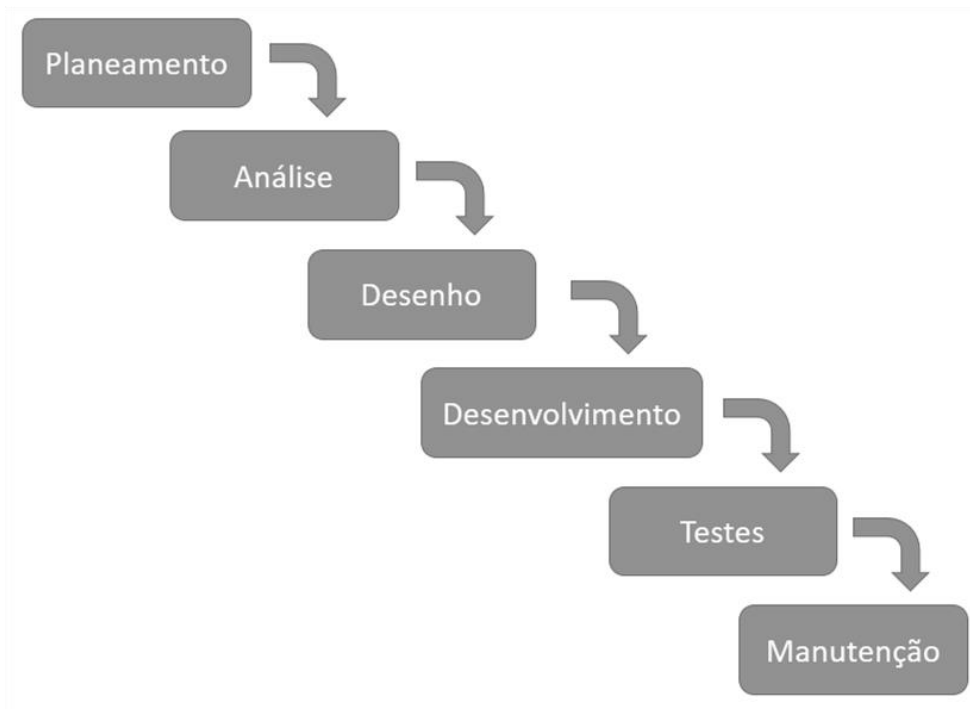 Planeamento
Análise
Desenho
Desenvolvimento
Testes
Manutenção